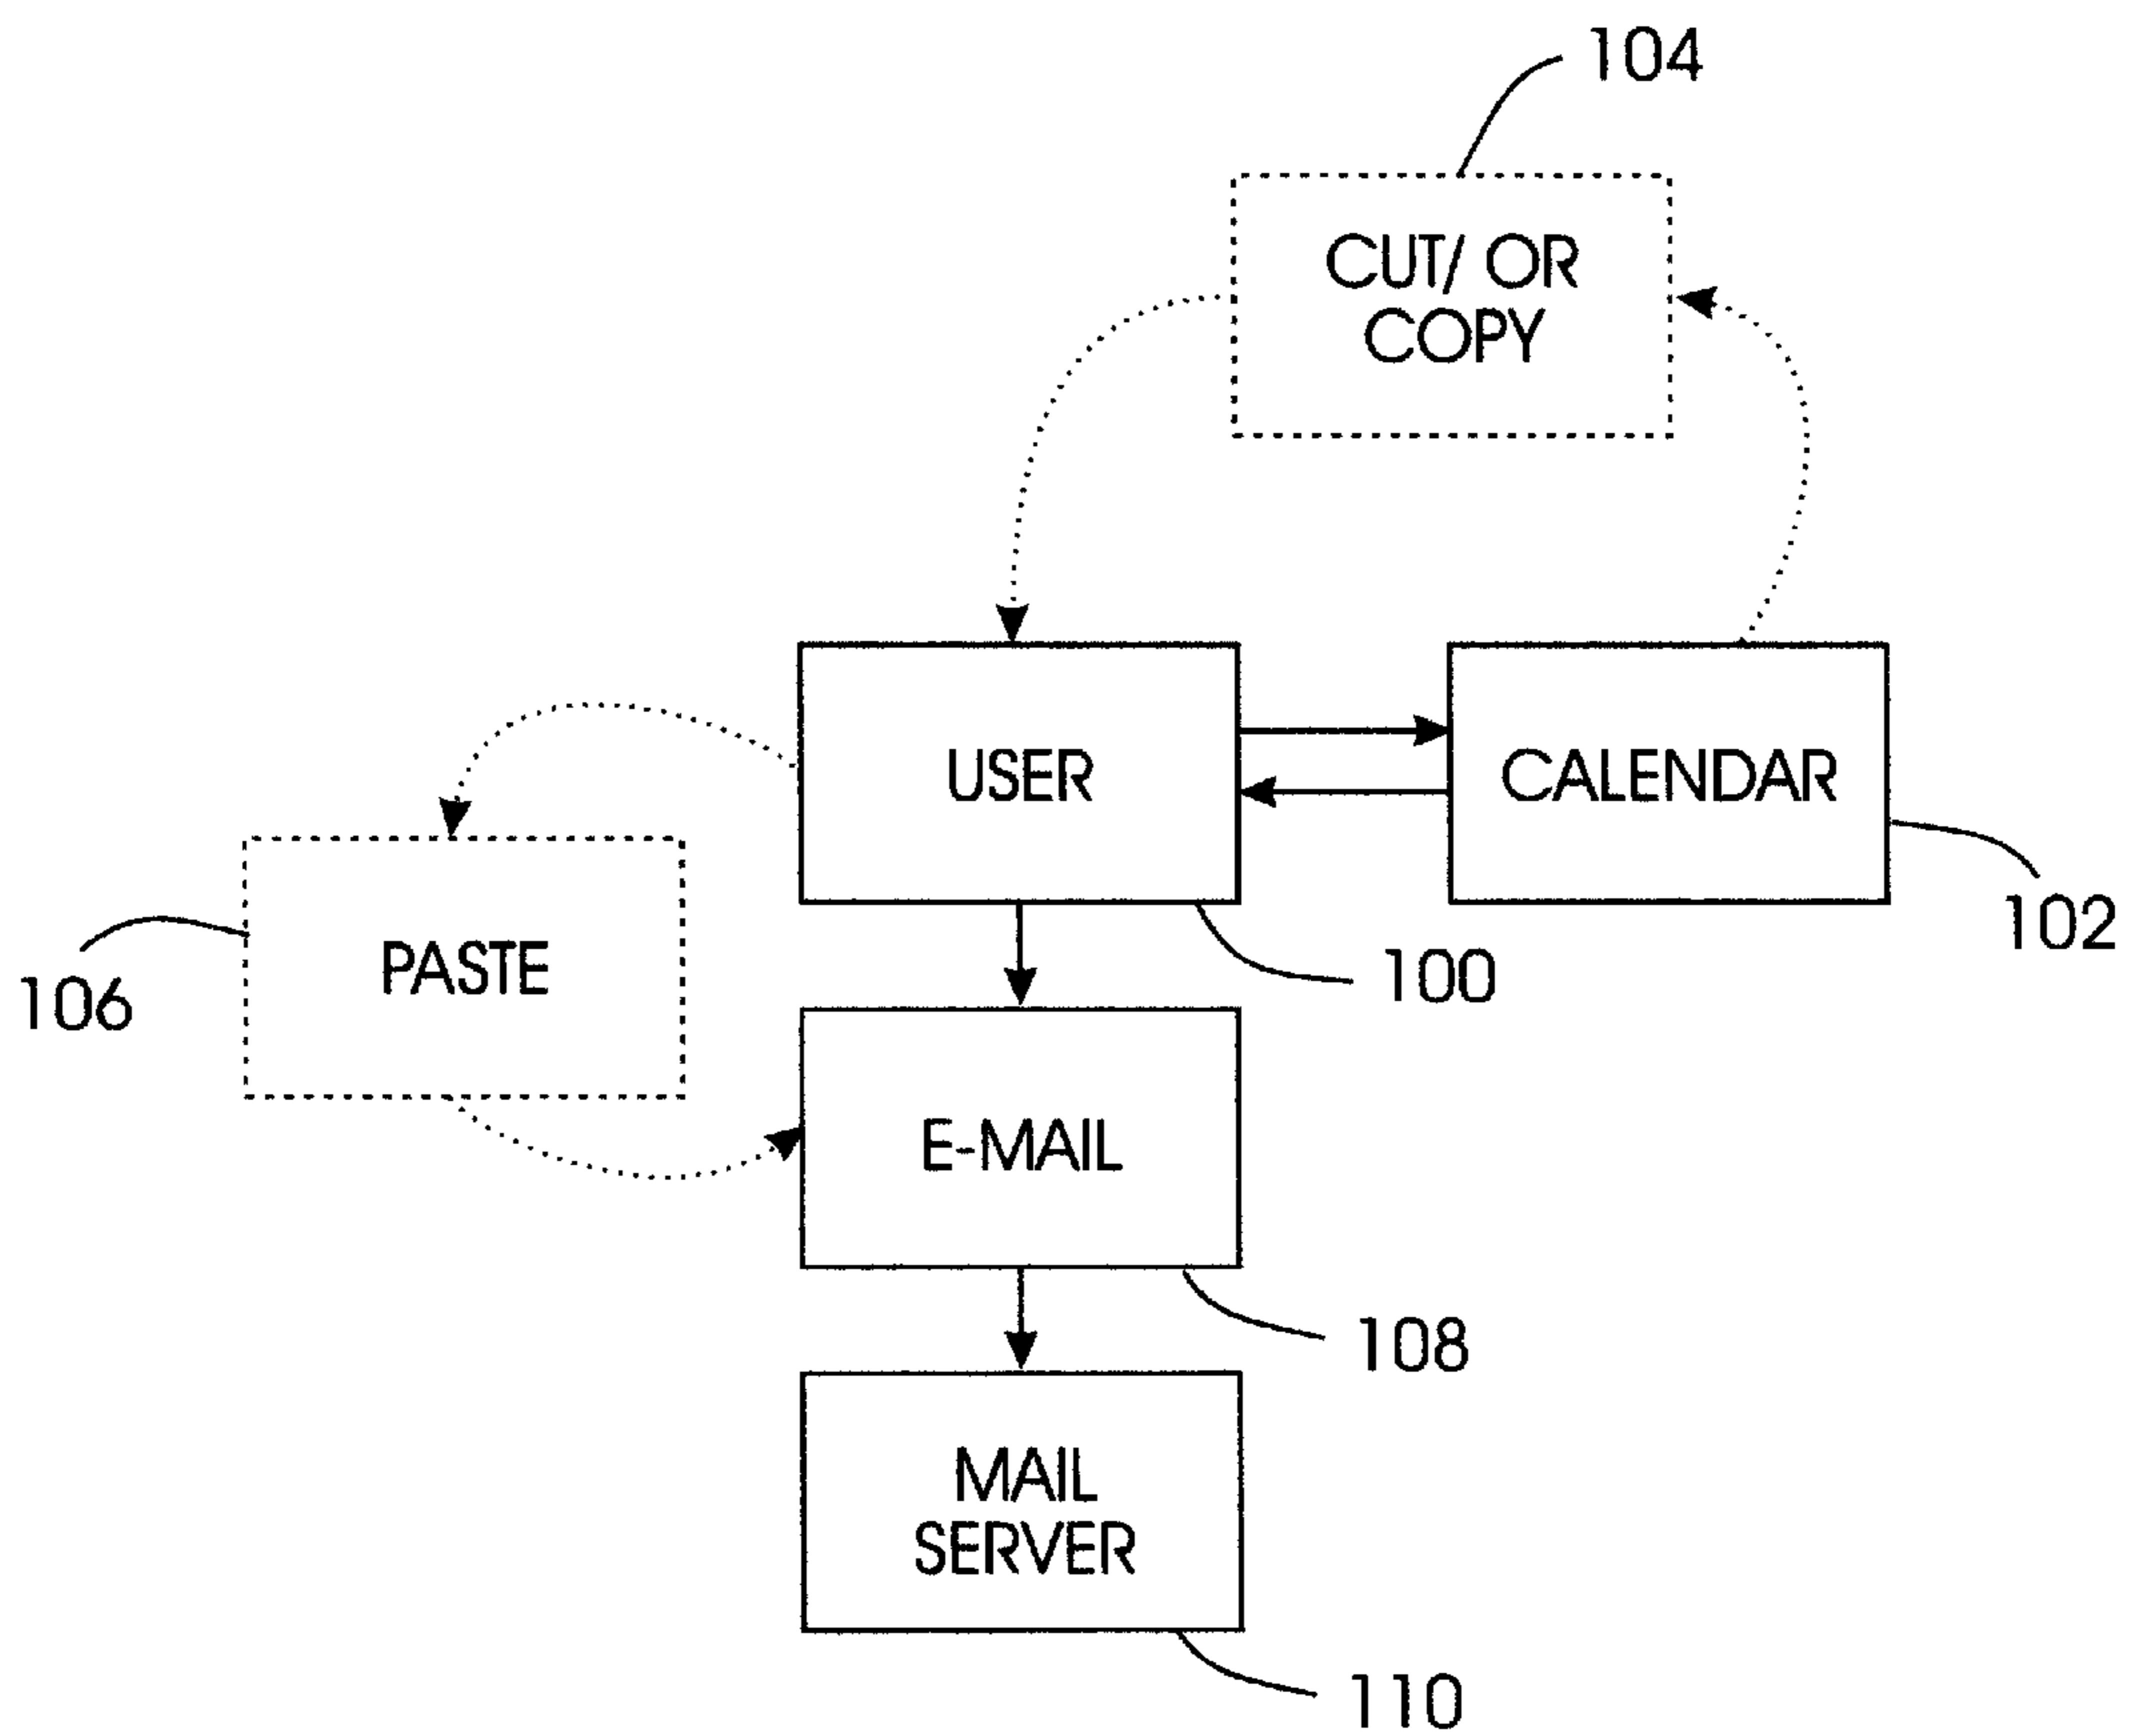 104
CUT/ OR
COPY
USER
CALENDAR
102
100
PASTE
106
E-MAIL
108
MAIL
SERVER
110